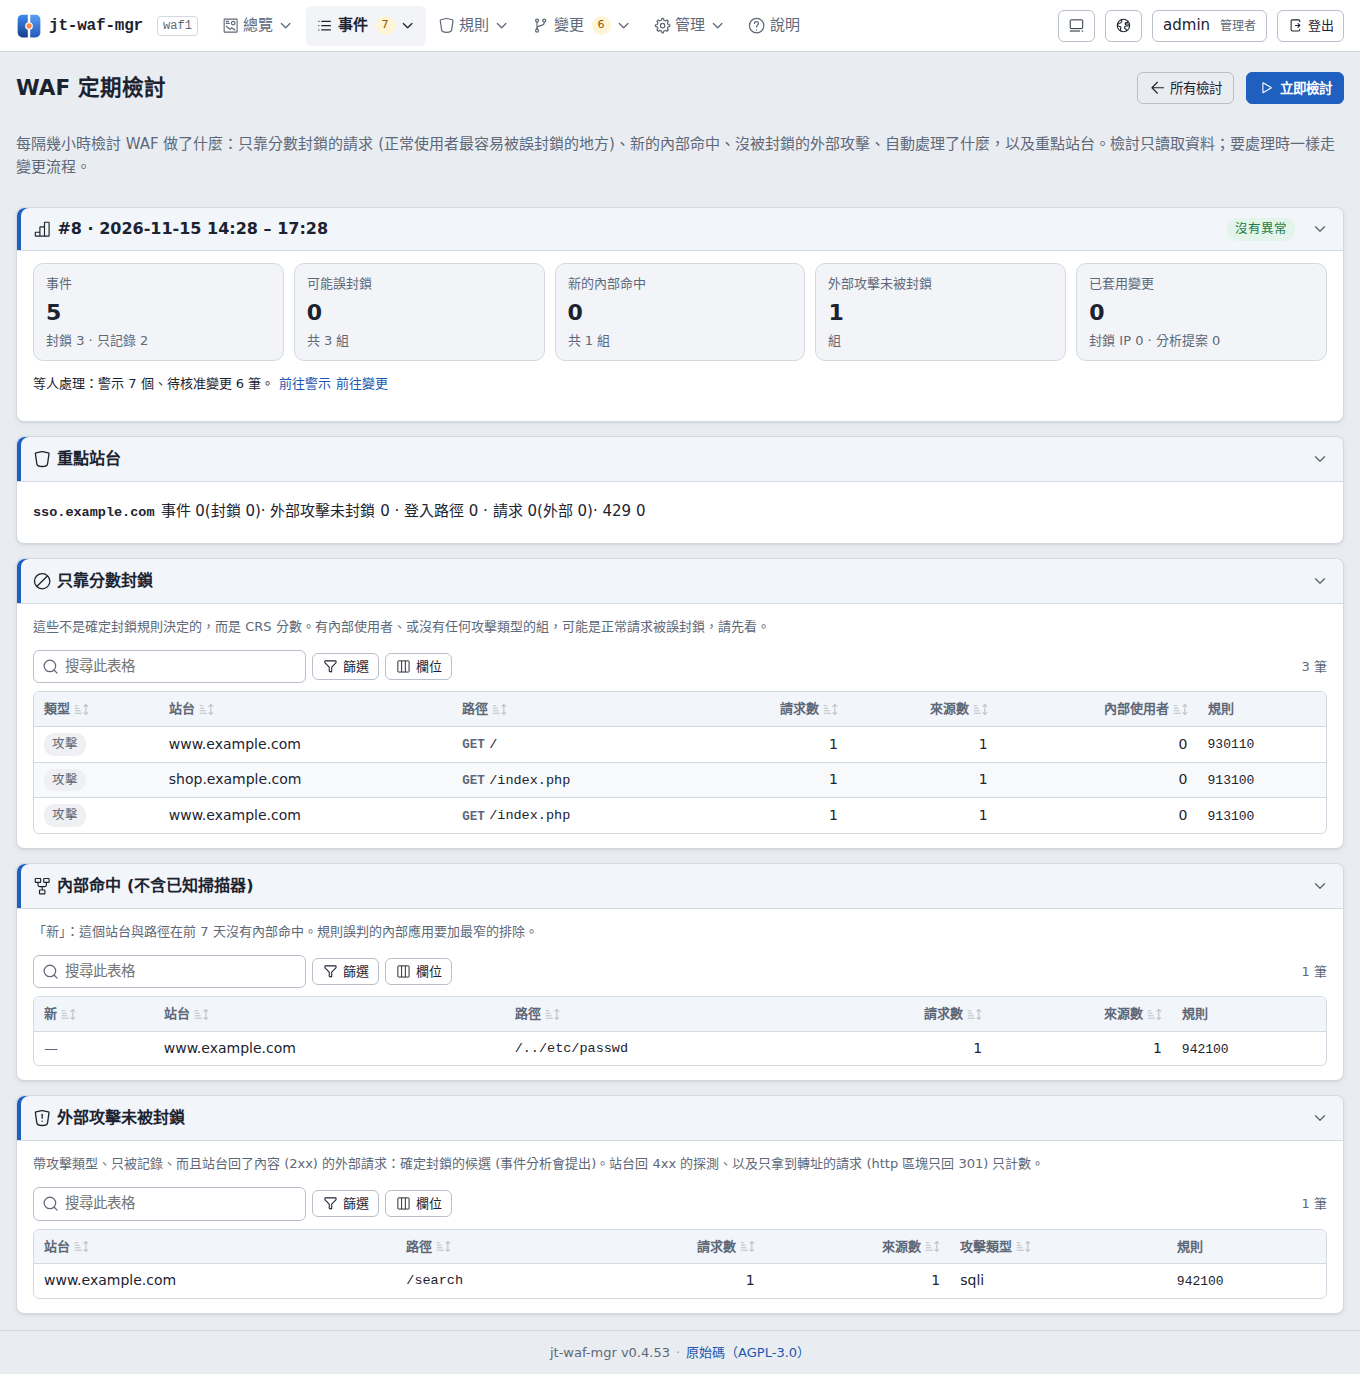 jt-waf-mgr waf1 總覽 事件 7 規則 變更 6 管理 說明 admin 管理者 登出
WAF 定期檢討
所有檢討 立即檢討
每隔幾小時檢討 WAF 做了什麼：只靠分數封鎖的請求 (正常使用者最容易被誤封鎖的地方)、新的內部命中、沒被封鎖的外部攻擊、自動處理了什麼，以及重點站台。檢討只讀取資料；要處理時一樣走
變更流程。
#8 · 2026-11-15 14:28 – 17:28 沒有異常
事件 可能誤封鎖 新的內部命中 外部攻擊未被封鎖 已套用變更
5 0 0 1 0
封鎖 3 · 只記錄 2 共 3 組 共 1 組 組 封鎖 IP 0 · 分析提案 0
等人處理：警示 7 個、待核准變更 6 筆。 前往警示 前往變更
重點站台
sso.example.com 事件 0(封鎖 0)· 外部攻擊未封鎖 0 · 登入路徑 0 · 請求 0(外部 0)· 429 0
只靠分數封鎖
這些不是確定封鎖規則決定的，而是 CRS 分數。有內部使用者、或沒有任何攻擊類型的組，可能是正常請求被誤封鎖，請先看。
搜尋此表格 篩選 欄位 3 筆
類型 站台 路徑 請求數 來源數 內部使用者 規則
攻擊 www.example.com GET / 1 1 0 930110
攻擊 shop.example.com GET /index.php 1 1 0 913100
攻擊 www.example.com GET /index.php 1 1 0 913100
內部命中 (不含已知掃描器)
「新」：這個站台與路徑在前 7 天沒有內部命中。規則誤判的內部應用要加最窄的排除。
搜尋此表格 篩選 欄位 1 筆
新 站台 路徑 請求數 來源數 規則
— www.example.com /../etc/passwd 1 1 942100
外部攻擊未被封鎖
帶攻擊類型、只被記錄、而且站台回了內容 (2xx) 的外部請求：確定封鎖的候選 (事件分析會提出)。站台回 4xx 的探測、以及只拿到轉址的請求 (http 區塊只回 301) 只計數。
搜尋此表格 篩選 欄位 1 筆
站台 路徑 請求數 來源數 攻擊類型 規則
www.example.com /search 1 1 sqli 942100
jt-waf-mgr v0.4.53 · 原始碼（AGPL-3.0）